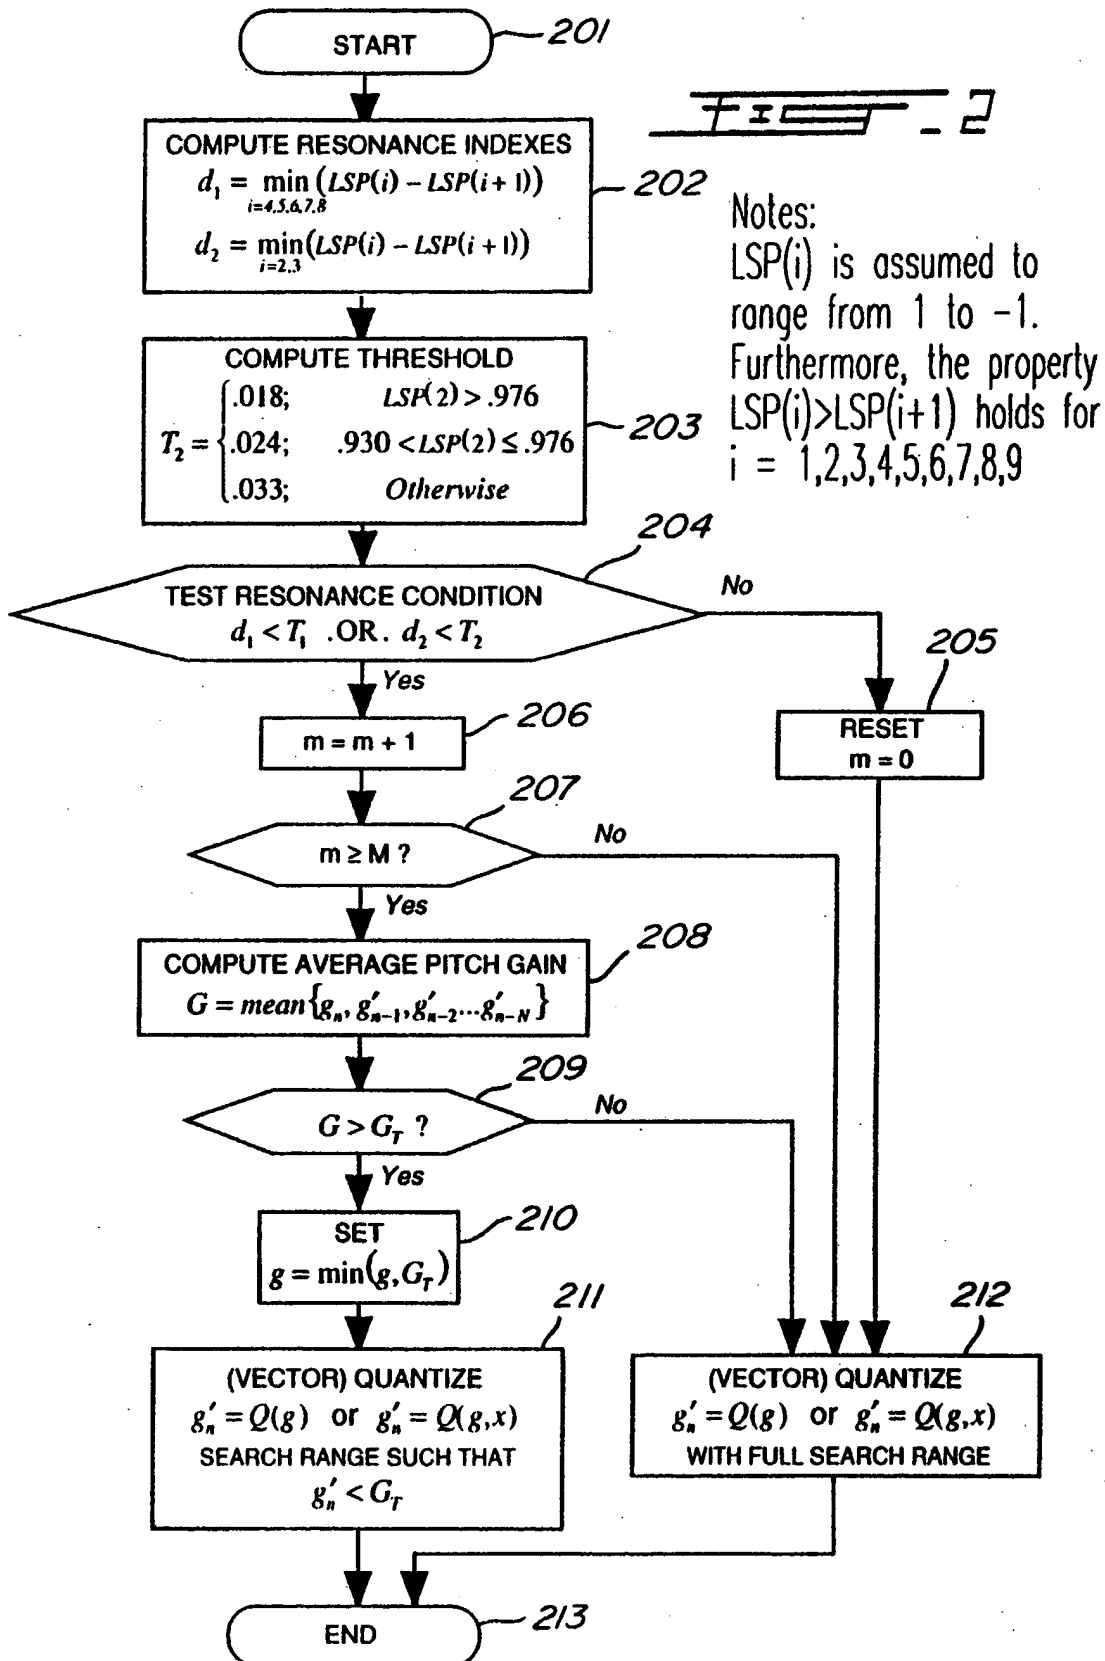 START
201
FIG_2
COMPUTE RESONANCE INDEXES
d₁ = min (LSP(i) – LSP(i + 1))
i=4,5,6,7,8
d₂ = min (LSP(i) – LSP(i + 1))
i=2,3
202
Notes:
LSP(i) is assumed to
range from 1 to -1.
Furthermore, the property
LSP(i)>LSP(i+1) holds for
i = 1,2,3,4,5,6,7,8,9
COMPUTE THRESHOLD
T₂ = { .018; LSP(2) > .976
.024; .930 < LSP(2) ≤ .976
.033; Otherwise
203
204
TEST RESONANCE CONDITION
d₁ < T₁ .OR. d₂ < T₂
No
Yes
205
RESET
m = 0
206
m = m + 1
207
m ≥ M ?
No
Yes
208
COMPUTE AVERAGE PITCH GAIN
G = mean{gₙ, g′ₙ₋₁, g′ₙ₋₂...g′ₙ₋N}
209
G > G_T ?
No
Yes
210
SET
g = min(g, G_T)
211
(VECTOR) QUANTIZE
g′ₙ = Q(g) or g′ₙ = Q(g,x)
SEARCH RANGE SUCH THAT
g′ₙ < G_T
212
(VECTOR) QUANTIZE
g′ₙ = Q(g) or g′ₙ = Q(g,x)
WITH FULL SEARCH RANGE
END
213